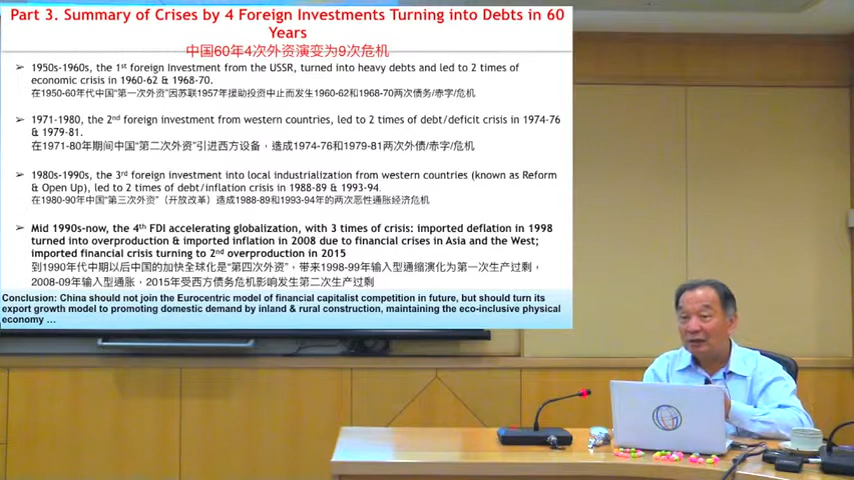 Part 3. Summary of Crises by 4 Foreign Investments Turning into Debts in 60
Years
中国60年4次外资演变为9次危机
➢ 1950s-1960s, the 1st foreign Investment from the USSR, turned into heavy debts and led to 2 times of
economic crisis in 1960-62 & 1968-70.
在1950-60年代中国“第一次外资”因苏联1957年援助投资中止而发生1960-62和1968-70两次债务/赤字/危机
➢ 1971-1980, the 2nd foreign investment from western countries, led to 2 times of debt/deficit crisis in 1974-76
& 1979-81.
在1971-80年期间中国“第二次外资”引进西方设备，造成1974-76和1979-81两次外债/赤字/危机
➢ 1980s-1990s, the 3rd foreign investment into local industrialization from western countries (known as Reform
& Open Up), led to 2 times of debt/inflation crisis in 1988-89 & 1993-94.
在1980-90年中国“第三次外资”（开放改革）造成1988-89和1993-94年的两次恶性通胀经济危机
➢ Mid 1990s-now, the 4th FDI accelerating globalization, with 3 times of crisis: imported deflation in 1998
turned into overproduction & imported inflation in 2008 due to financial crises in Asia and the West;
imported financial crisis turning to 2nd overproduction in 2015
到1990年代中期以后中国的加快全球化是“第四次外资”，带来1998-99年输入型通缩演化为第一次生产过剩，
2008-09年输入型通胀，2015年受西方债务危机影响发生第二次生产过剩
Conclusion: China should not join the Eurocentric model of financial capitalist competition in future, but should turn its
export growth model to promoting domestic demand by inland & rural construction, maintaining the eco-inclusive physical
economy ...